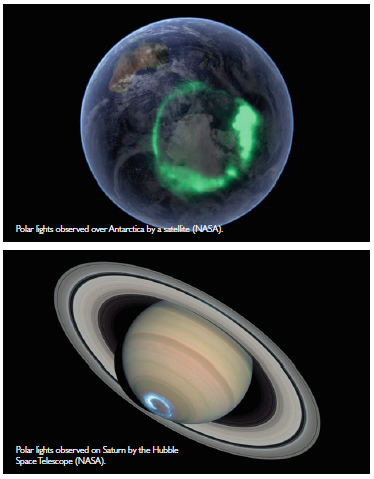 Polar lights observed over Antarctica by a satellite (NASA).
Polar lights observed on Saturn by the Hubble
Space Telescope (NASA).